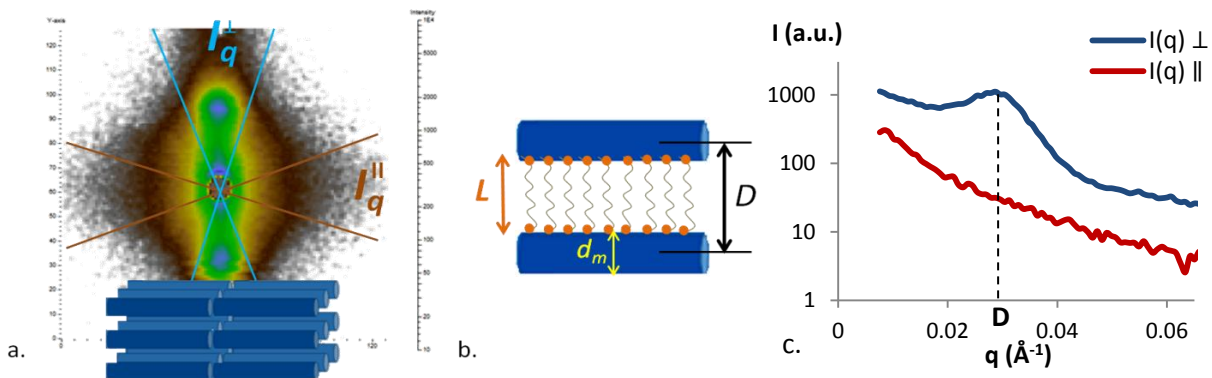 Y-axis
120
110
100
90
80
70
60
50
40
30
20
10
0
0
120
I q ⊥
I q ||
Intensity
1E4
5000
2000
1000
500
200
100
50
20
10
a.
L
d m
D
b.
I (a.u.)
1000
100
10
1
0
0.02
0.04
0.06
D
q (Å-1)
I(q) ⊥
I(q) ∥
c.